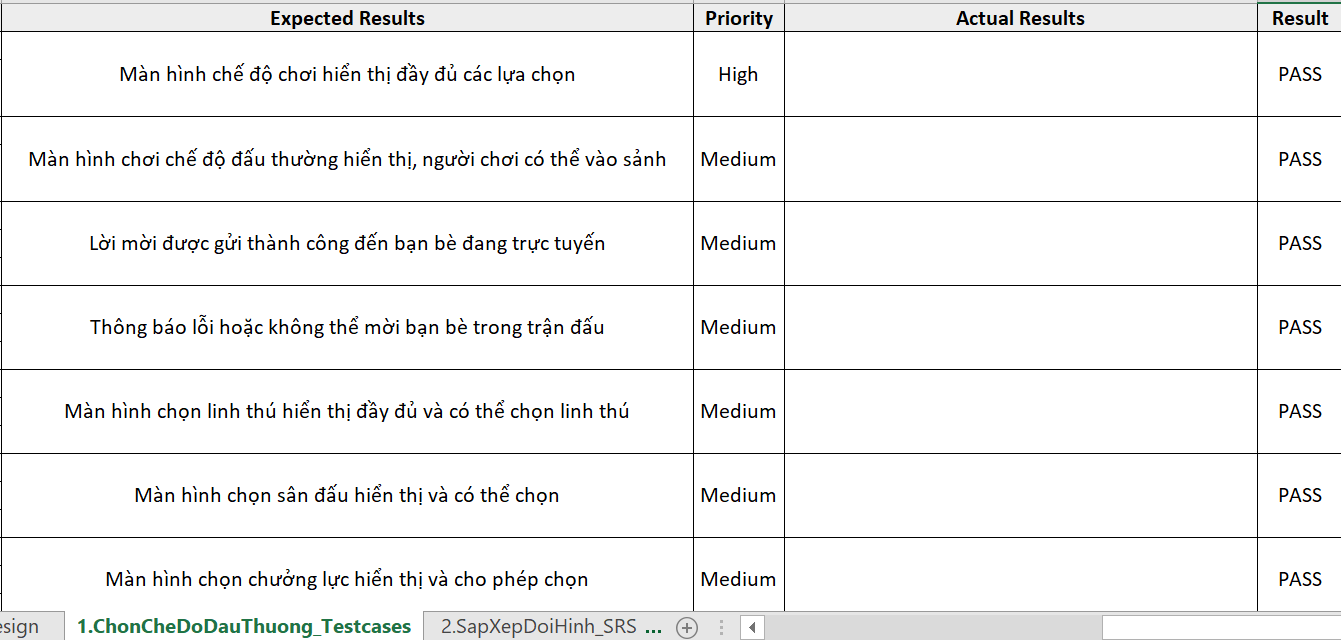 Expected Results Priority Actual Results Result
Màn hình chế độ chơi hiển thị đầy đủ các lựa chọn High PASS
Màn hình chơi chế độ đấu thường hiển thị, người chơi có thể vào sảnh Medium PASS
Lời mời được gửi thành công đến bạn bè đang trực tuyến Medium PASS
Thông báo lỗi hoặc không thể mời bạn bè trong trận đấu Medium PASS
Màn hình chọn linh thú hiển thị đầy đủ và có thể chọn linh thú Medium PASS
Màn hình chọn sân đấu hiển thị và có thể chọn Medium PASS
Màn hình chọn chưởng lực hiển thị và cho phép chọn Medium PASS
esign 1.ChonCheDoDauThuong_Testcases 2.SapXepDoiHinh_SRS ...